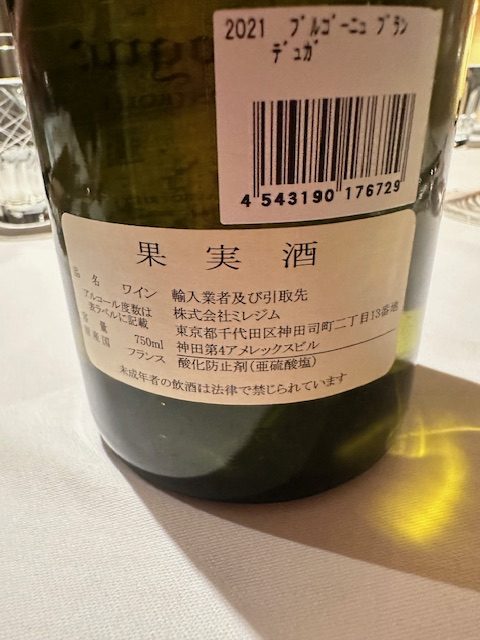 2021 ブルゴーニュ ブラン
デュガ
4 543190 176729
果実酒
品名 ワイン
アルコール度数は
表ラベルに記載
容量 750ml
原産国 フランス
輸入業者及び引取先
株式会社ミレジム
東京都千代田区神田司町二丁目13番地
神田第4アメレックスビル
酸化防止剤(亜硫酸塩)
未成年者の飲酒は法律で禁じられています